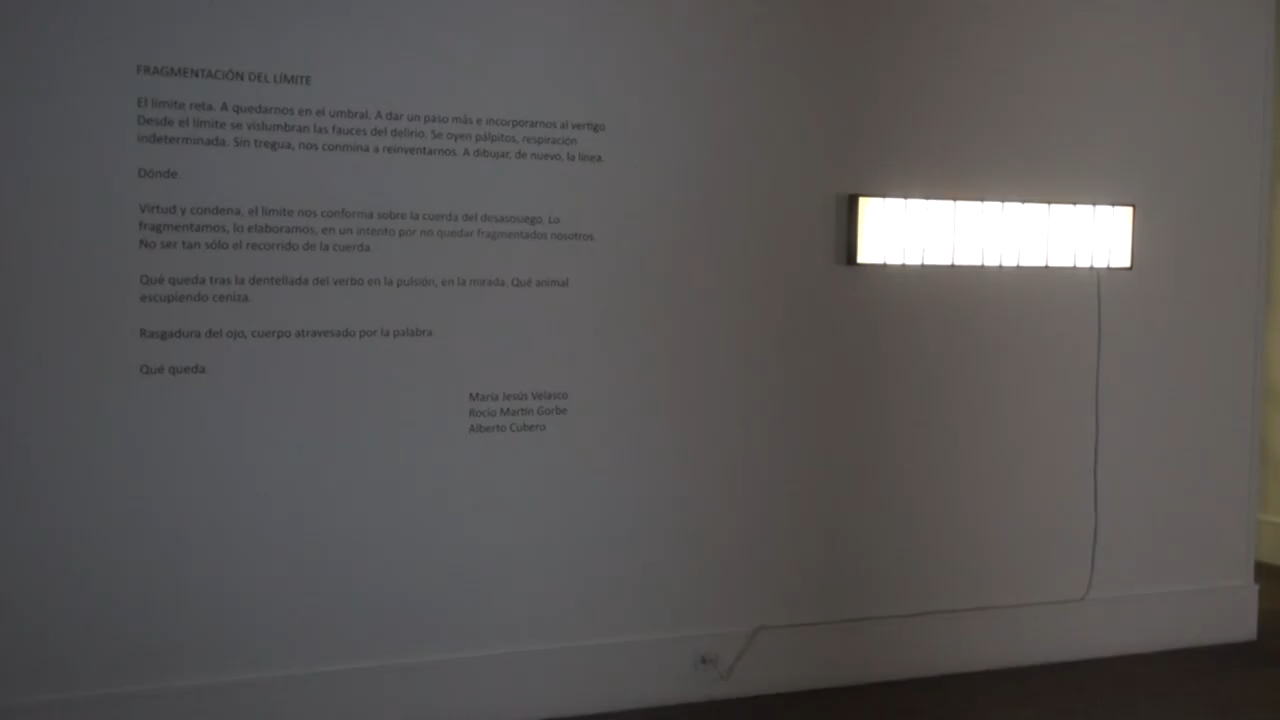 FRAGMENTACIÓN DEL LÍMITE
El límite reta. A quedarnos en el umbral. A dar un paso más e incorporarnos al vertigo
Desde el límite se vislumbran las fauces del delirio. Se oyen pálpitos, respiración
indeterminada. Sin tregua, nos conmina a reinventarnos. A dibujar, de nuevo, la línea.
Dónde.
Virtud y condena, el límite nos conforma sobre la cuerda del desasosiego. Lo
fragmentamos, lo elaboramos, en un intento por no quedar fragmentados nosotros.
No ser tan sólo el recorrido de la cuerda.
Qué queda tras la dentellada del verbo en la pulsión, en la mirada. Qué animal
escupiendo ceniza.
Rasgadura del ojo, cuerpo atravesado por la palabra.
Qué queda.
María Jesús Velasco
Rocío Martín Gorbe
Alberto Cubero